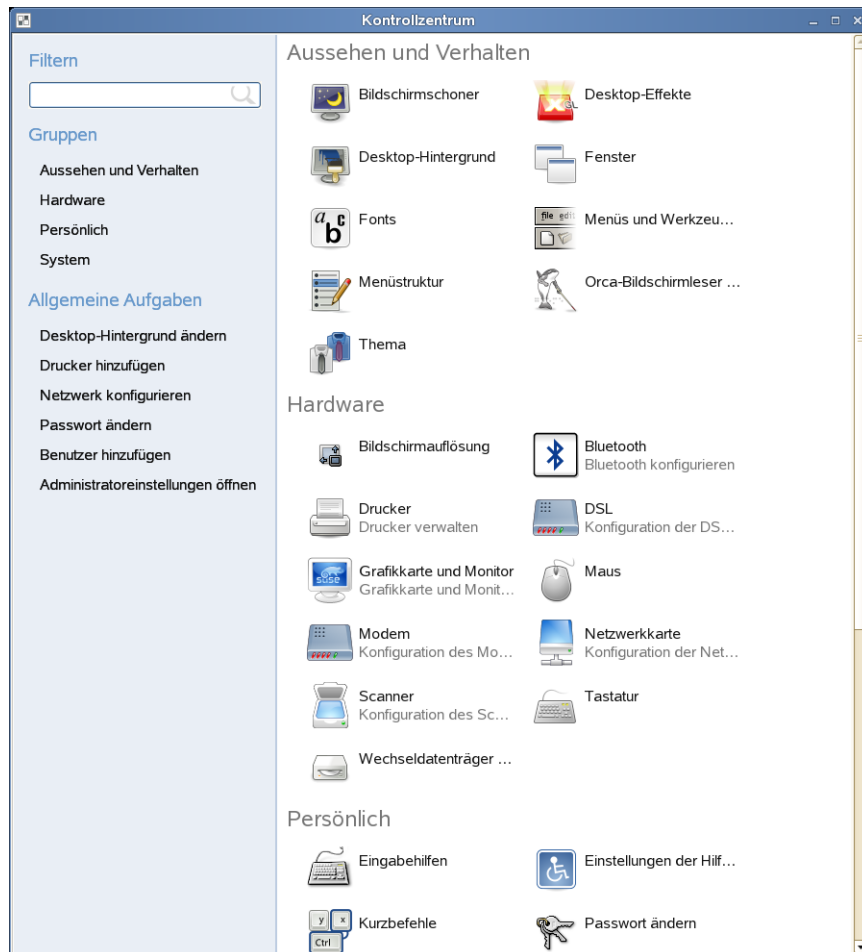 Kontrollzentrum
Filtern
Gruppen
Aussehen und Verhalten
Hardware
Persönlich
System
Allgemeine Aufgaben
Desktop-Hintergrund ändern
Drucker hinzufügen
Netzwerk konfigurieren
Passwort ändern
Benutzer hinzufügen
Administratoreinstellungen öffnen
Aussehen und Verhalten
Bildschirmschoner
Desktop-Effekte
Desktop-Hintergrund
Fenster
a b c
Fonts
file edit
Menüs und Werkzeu...
Menüstruktur
Orca-Bildschirmleser ...
Thema
Hardware
Bildschirmauflösung
Bluetooth
Bluetooth konfigurieren
Drucker
Drucker verwalten
DSL
Konfiguration der DS...
suse
Grafikkarte und Monitor
Grafikkarte und Monit...
Maus
Modem
Konfiguration des Mo...
Netzwerkkarte
Konfiguration der Net...
Scanner
Konfiguration des Sc...
Tastatur
Wechseldatenträger ...
Persönlich
Eingabehilfen
Einstellungen der Hilf...
y x
Ctrl
Kurzbefehle
Passwort ändern